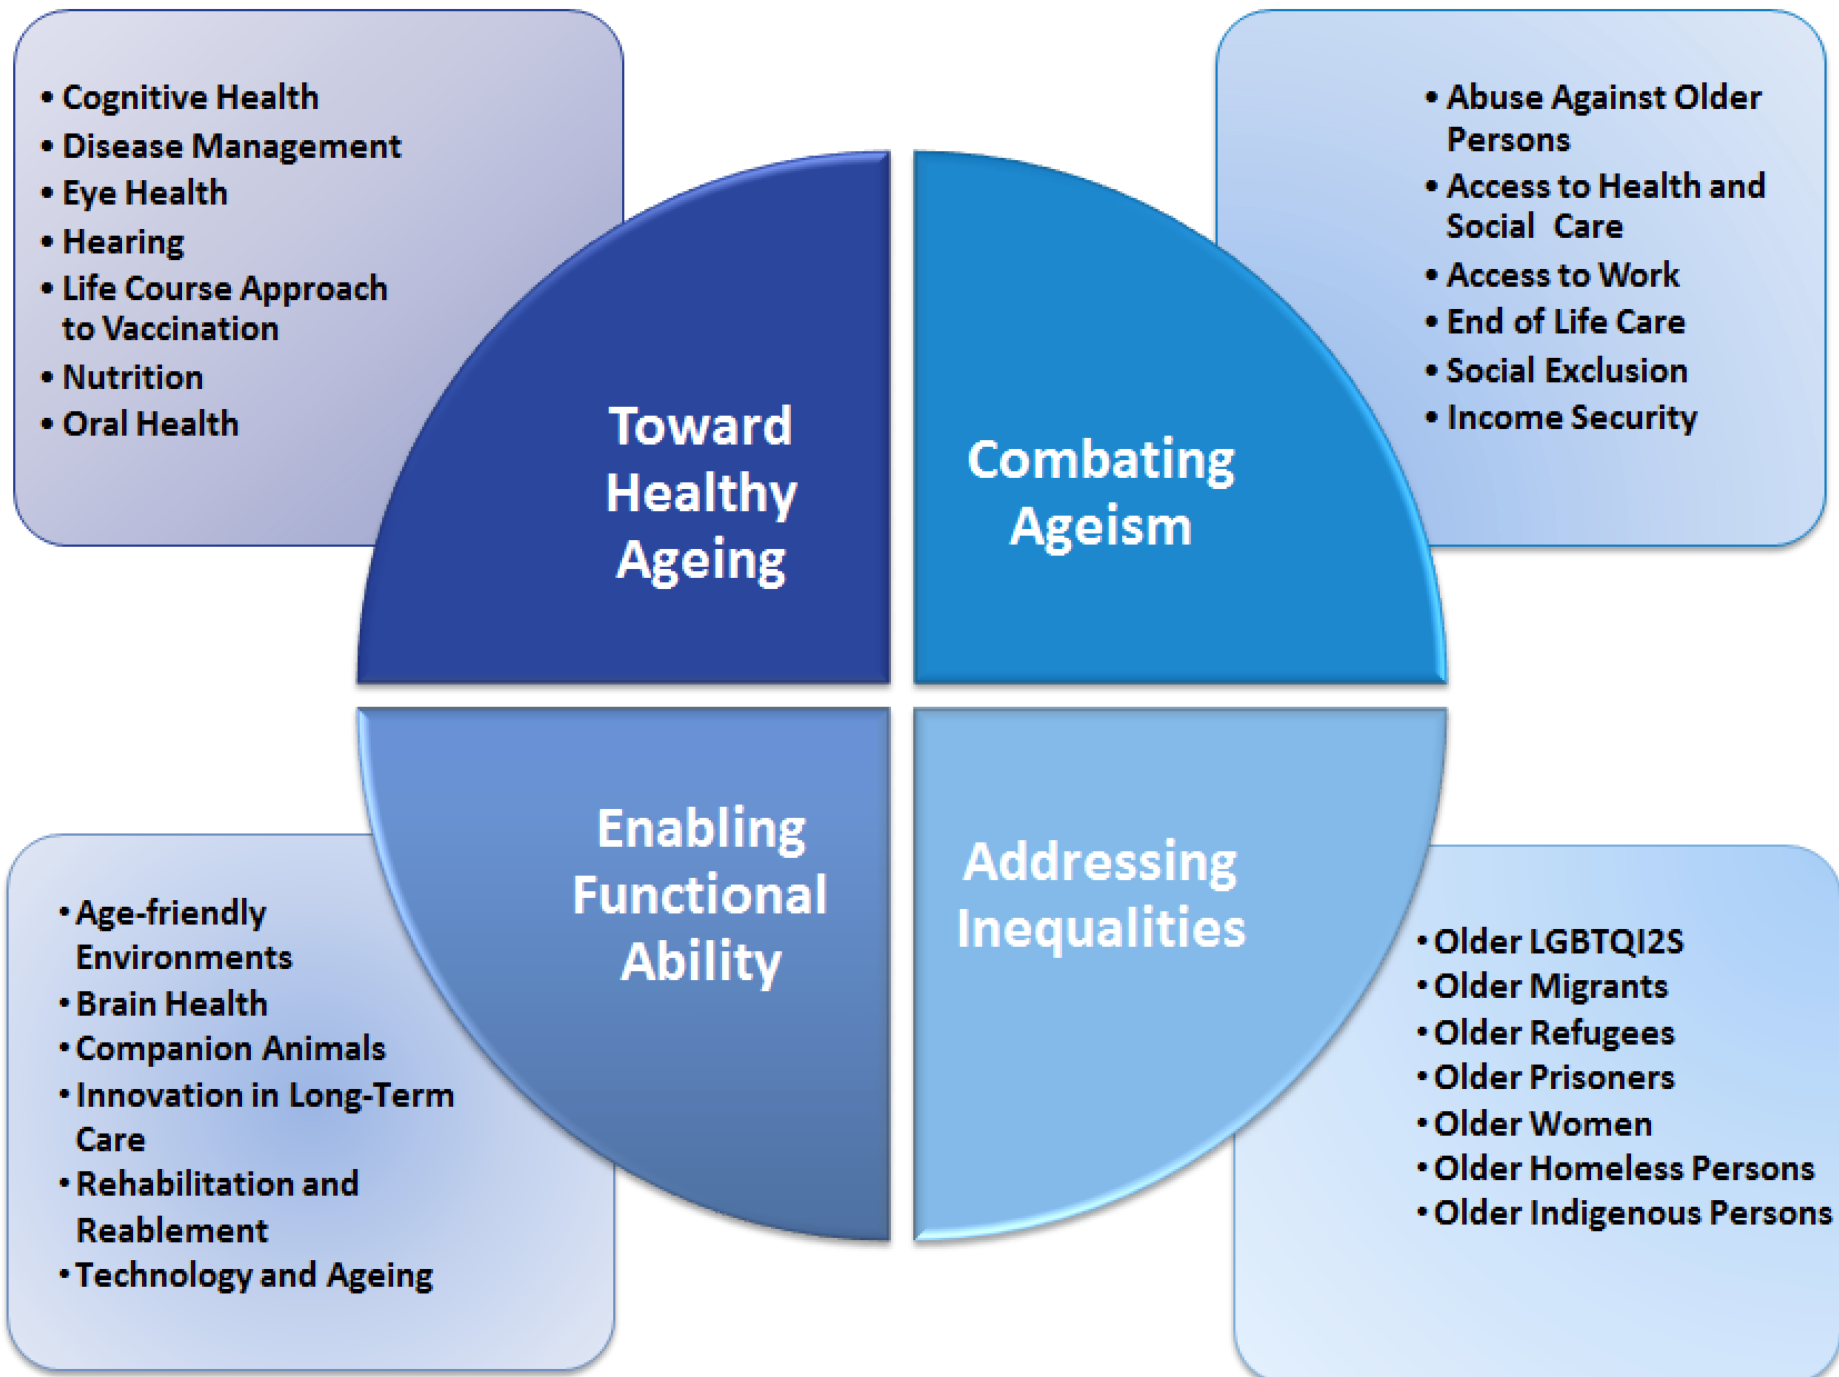 • Cognitive Health
• Disease Management
• Eye Health
• Hearing
• Life Course Approach
to Vaccination
• Nutrition
• Oral Health
Toward
Healthy
Ageing
Combating
Ageism
• Abuse Against Older
Persons
• Access to Health and
Social Care
• Access to Work
• End of Life Care
• Social Exclusion
• Income Security
• Age-friendly
Environments
• Brain Health
• Companion Animals
• Innovation in Long-Term
Care
• Rehabilitation and
Reablement
• Technology and Ageing
Enabling
Functional
Ability
Addressing
Inequalities
• Older LGBTQI2S
• Older Migrants
• Older Refugees
• Older Prisoners
• Older Women
• Older Homeless Persons
• Older Indigenous Persons